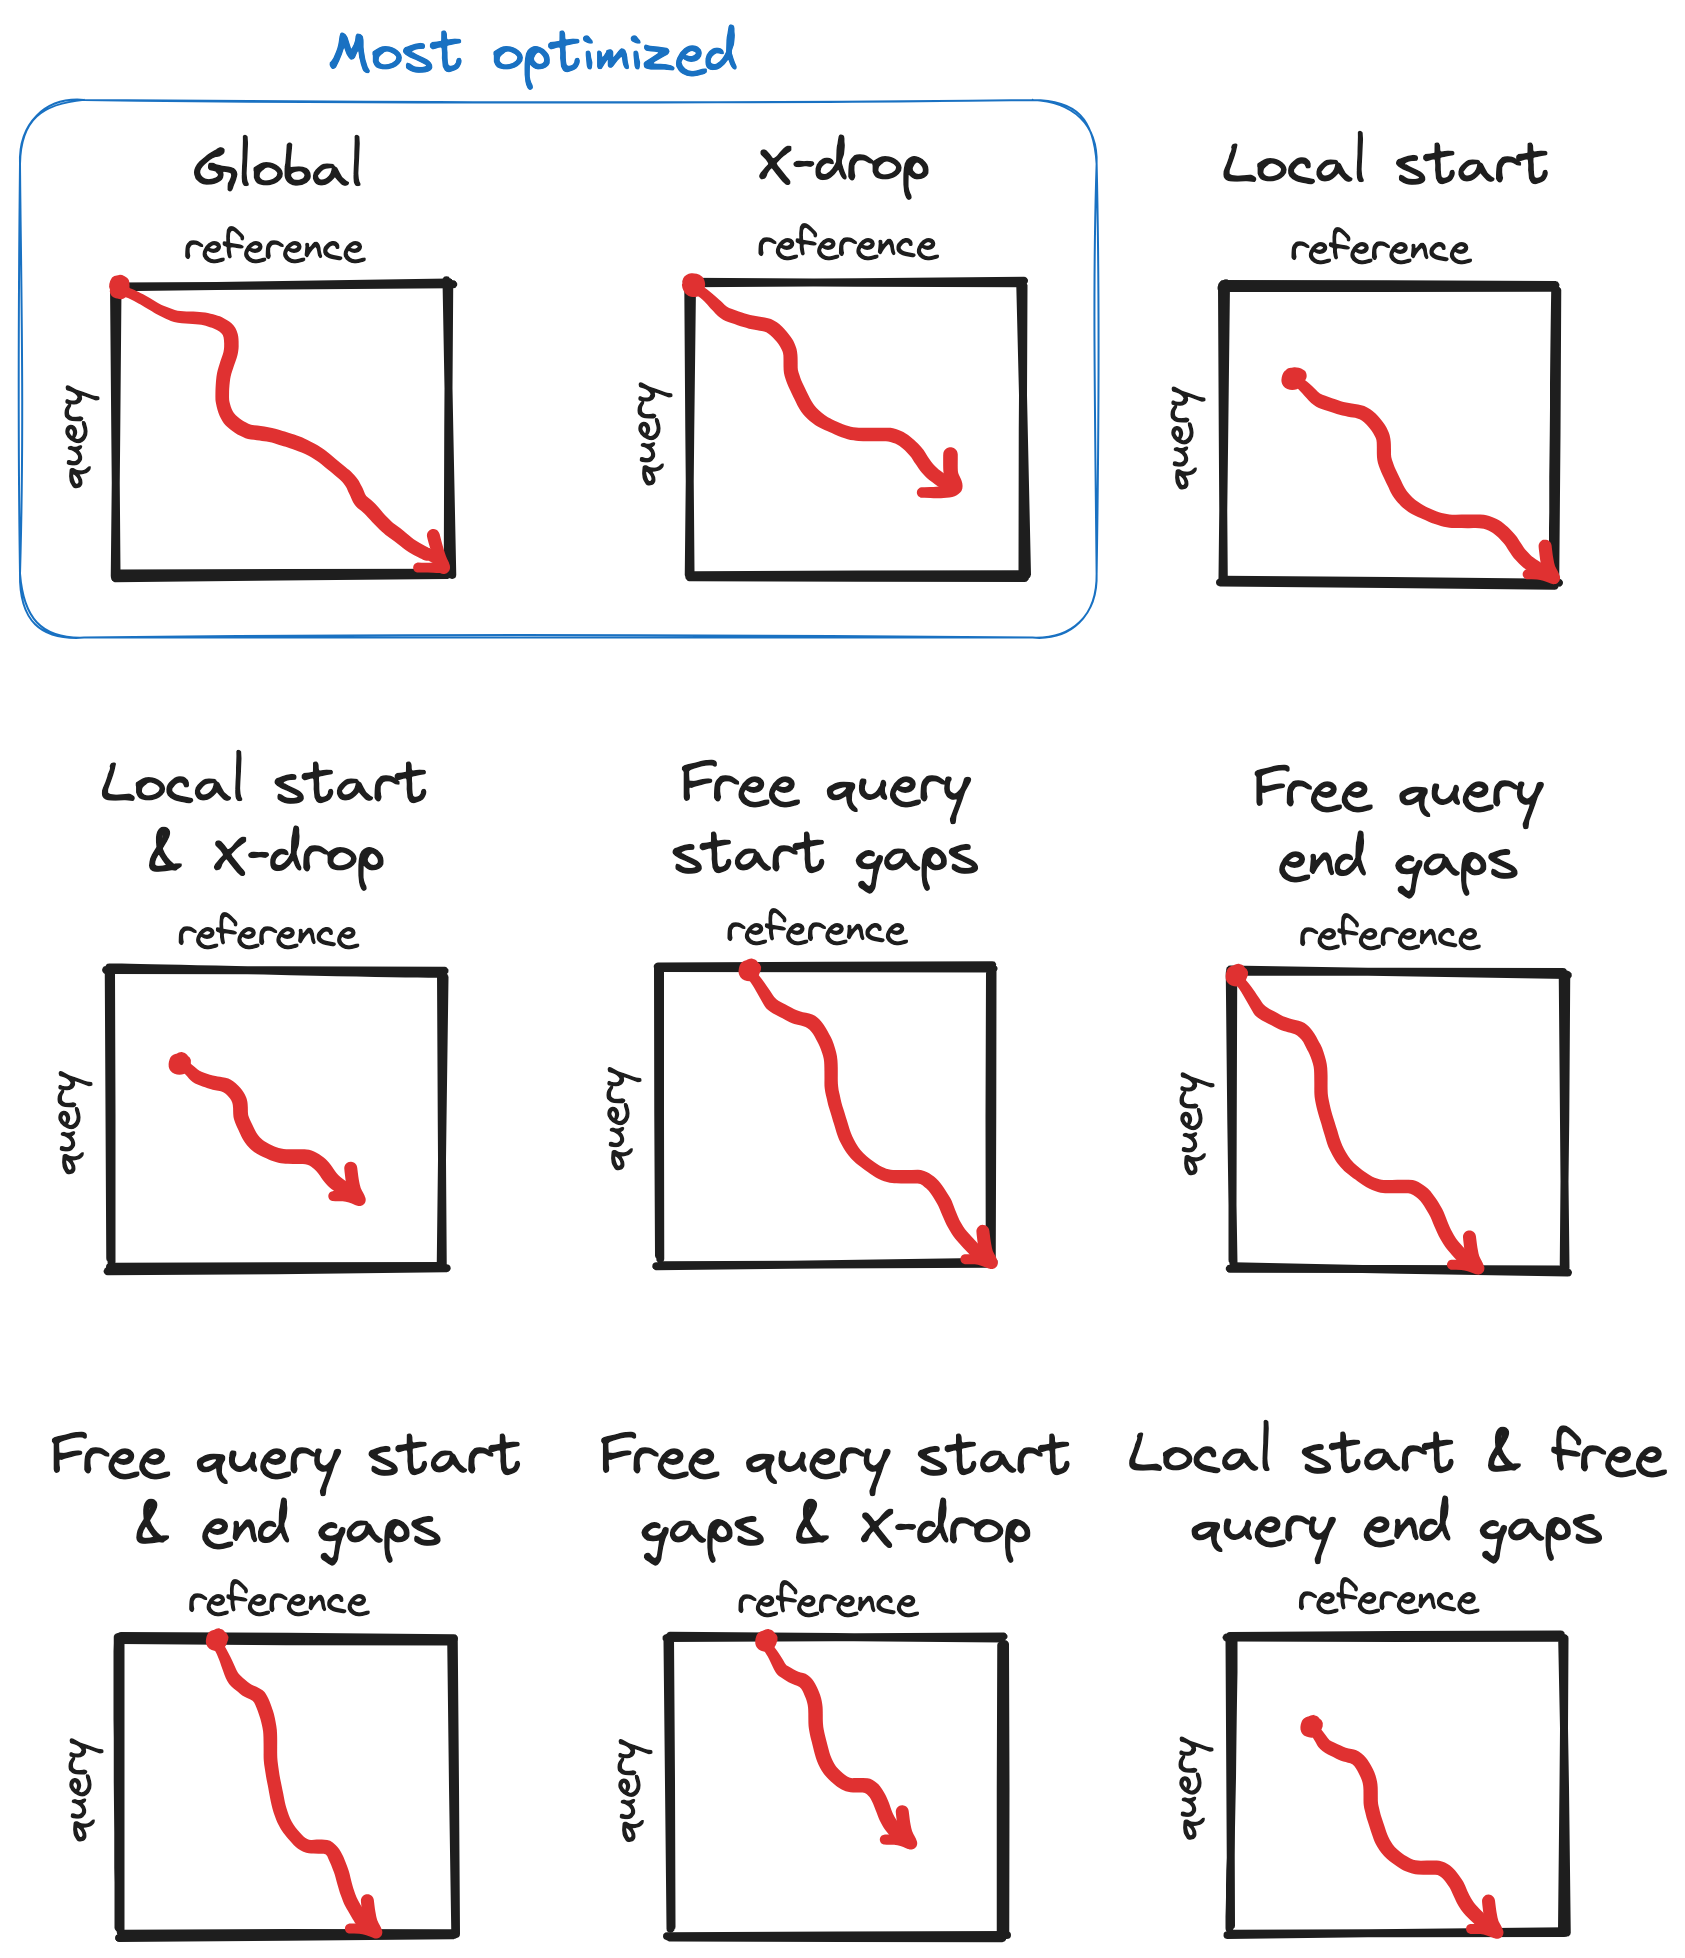 Most optimized
Global
reference
query
X-drop
reference
query
Local start
reference
query
Local start
& X-drop
reference
query
Free query
start gaps
reference
query
Free query
end gaps
reference
query
Free query start
& end gaps
reference
query
Free query start
gaps & X-drop
reference
query
Local start & free
query end gaps
reference
query